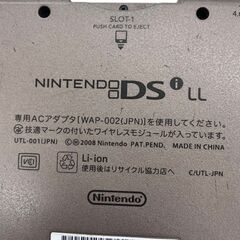 SLOT-1
PUSH CARD TO EJECT
4.
NINTENDO DSi LL
専用ACアダプタ[WAP-002(JPN)]を使用してください。
技適マークの付いたワイヤレスモジュールが入っています。
UTL-001(JPN) ©2008 Nintendo PAT.PEND. MADE IN CHINA
VCI
Li-ion
使用後はリサイクル協力店へ
C/UTL-JPN
Nintendo